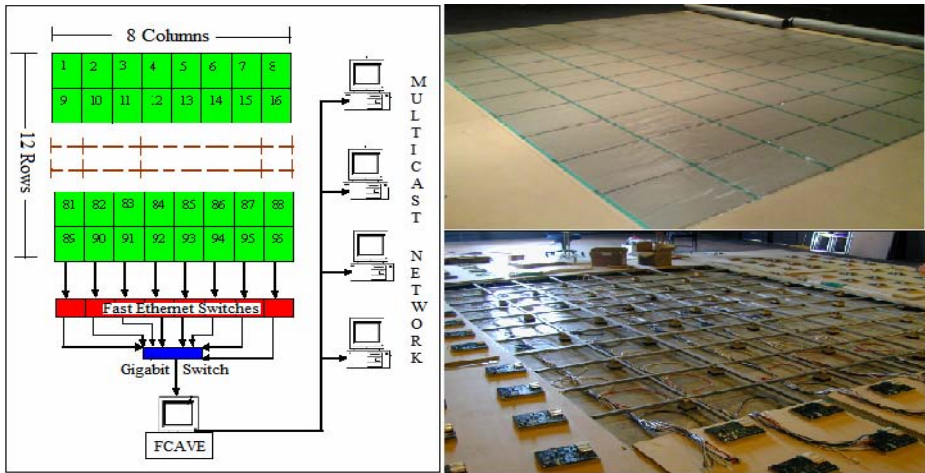 8 Columns
12 Rows
1 2 3 4 5 6 7 8
9 10 11 12 13 14 15 16
81 82 83 84 85 86 87 88
89 90 91 92 93 94 95 96
Fast Ethernet Switches
Gigabit Switch
FCAVE
MULTICAST NETWORK